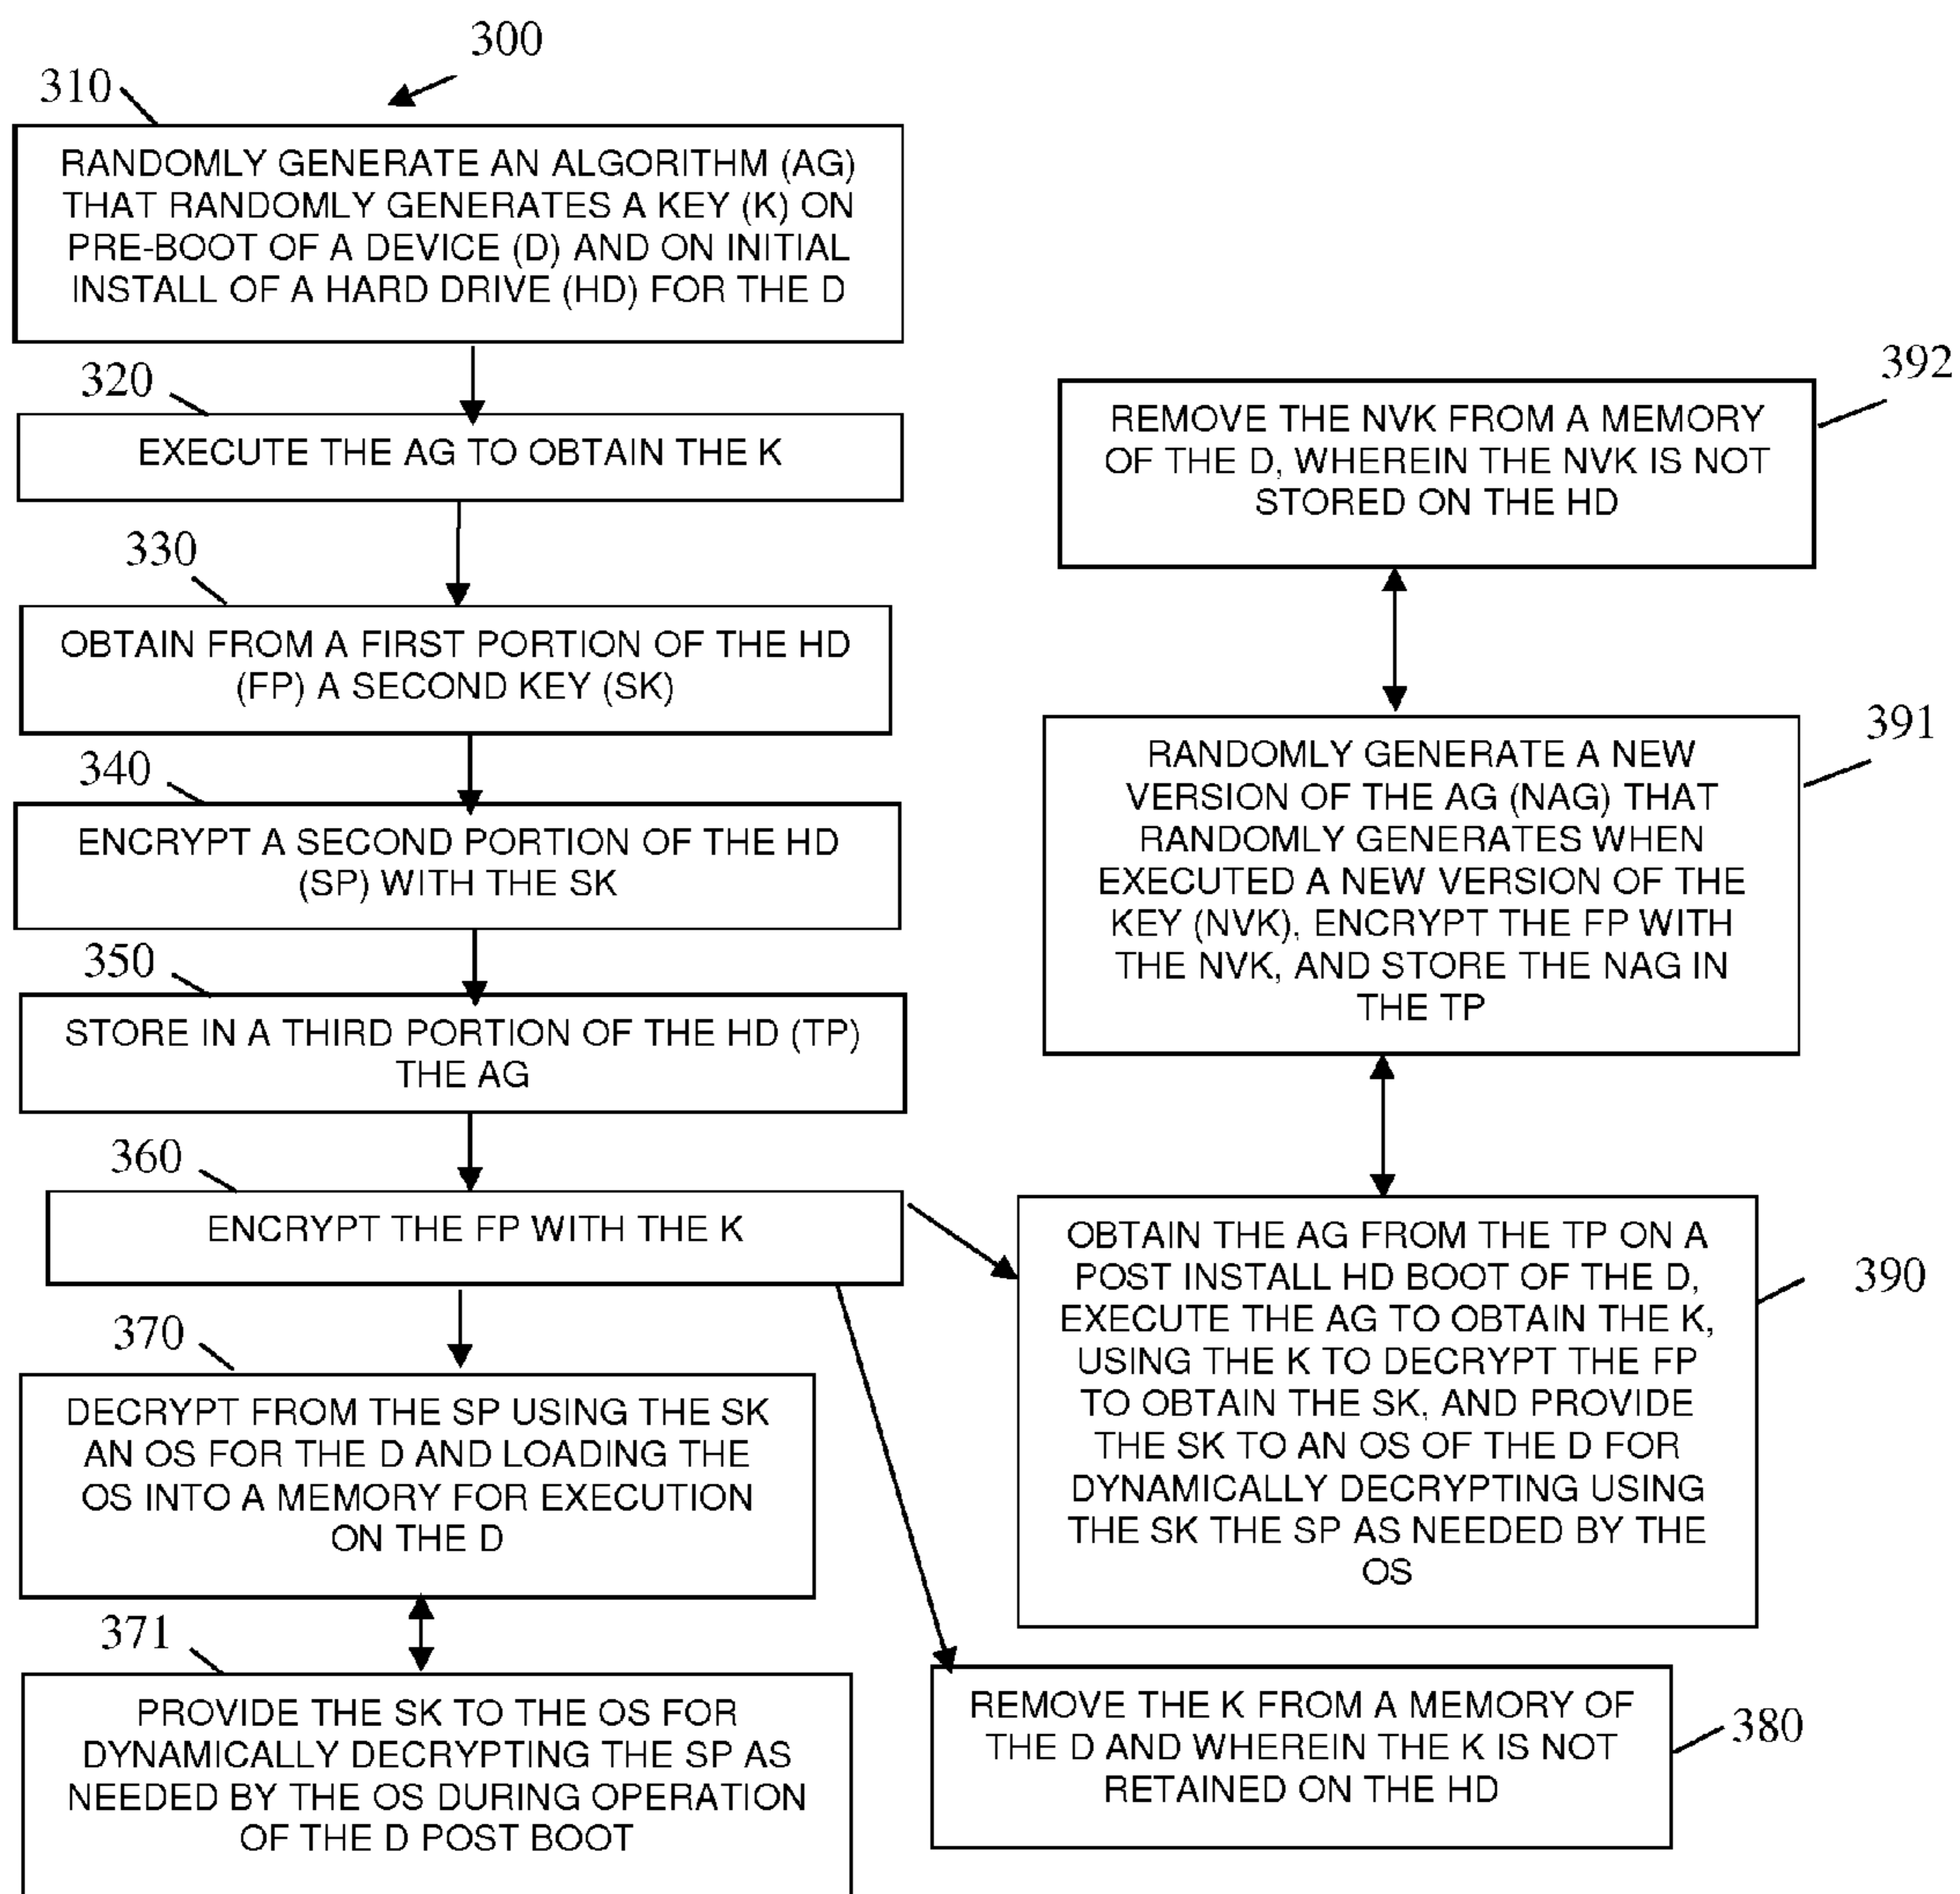 300
310
RANDOMLY GENERATE AN ALGORITHM (AG)
THAT RANDOMLY GENERATES A KEY (K) ON
PRE-BOOT OF A DEVICE (D) AND ON INITIAL
INSTALL OF A HARD DRIVE (HD) FOR THE D
320
EXECUTE THE AG TO OBTAIN THE K
330
OBTAIN FROM A FIRST PORTION OF THE HD
(FP) A SECOND KEY (SK)
340
ENCRYPT A SECOND PORTION OF THE HD
(SP) WITH THE SK
350
STORE IN A THIRD PORTION OF THE HD (TP)
THE AG
360
ENCRYPT THE FP WITH THE K
370
DECRYPT FROM THE SP USING THE SK
AN OS FOR THE D AND LOADING THE
OS INTO A MEMORY FOR EXECUTION
ON THE D
371
PROVIDE THE SK TO THE OS FOR
DYNAMICALLY DECRYPTING THE SP AS
NEEDED BY THE OS DURING OPERATION
OF THE D POST BOOT
392
REMOVE THE NVK FROM A MEMORY
OF THE D, WHEREIN THE NVK IS NOT
STORED ON THE HD
391
RANDOMLY GENERATE A NEW
VERSION OF THE AG (NAG) THAT
RANDOMLY GENERATES WHEN
EXECUTED A NEW VERSION OF THE
KEY (NVK), ENCRYPT THE FP WITH
THE NVK, AND STORE THE NAG IN
THE TP
390
OBTAIN THE AG FROM THE TP ON A
POST INSTALL HD BOOT OF THE D,
EXECUTE THE AG TO OBTAIN THE K,
USING THE K TO DECRYPT THE FP
TO OBTAIN THE SK, AND PROVIDE
THE SK TO AN OS OF THE D FOR
DYNAMICALLY DECRYPTING USING
THE SK THE SP AS NEEDED BY THE
OS
380
REMOVE THE K FROM A MEMORY OF
THE D AND WHEREIN THE K IS NOT
RETAINED ON THE HD